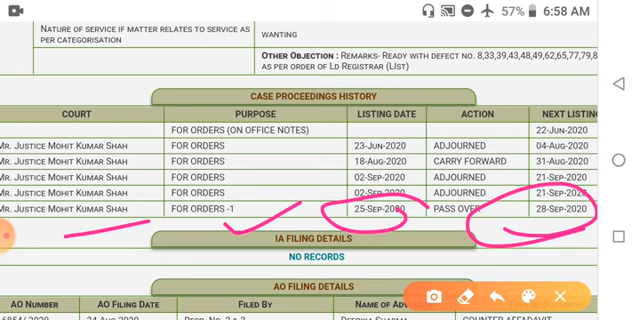 57% 6:58 AM
Nature of service if matter relates to service as per categorisation
WANTING
Other Objection : Remarks- Ready with defect no. 8,33,39,43,48,49,62,65,77,79,8
as per order of Ld Registrar (List)
CASE PROCEEDINGS HISTORY
COURT PURPOSE LISTING DATE ACTION NEXT LISTING
FOR ORDERS (ON OFFICE NOTES) 22-Jun-2020
Mr. Justice Mohit Kumar Shah FOR ORDERS 23-Jun-2020 ADJOURNED 04-Aug-2020
Mr. Justice Mohit Kumar Shah FOR ORDERS 18-Aug-2020 CARRY FORWARD 31-Aug-2020
Mr. Justice Mohit Kumar Shah FOR ORDERS 02-Sep-2020 ADJOURNED 21-Sep-2020
Mr. Justice Mohit Kumar Shah FOR ORDERS 02-Sep-2020 ADJOURNED 21-Sep-2020
Mr. Justice Mohit Kumar Shah FOR ORDERS -1 25-Sep-2020 PASS OVER 28-Sep-2020
IA FILING DETAILS
NO RECORDS
AO FILING DETAILS
AO Number AO Filing Date Filed By Name of
24 Aug 2020 COUNTER AFFADAVIT